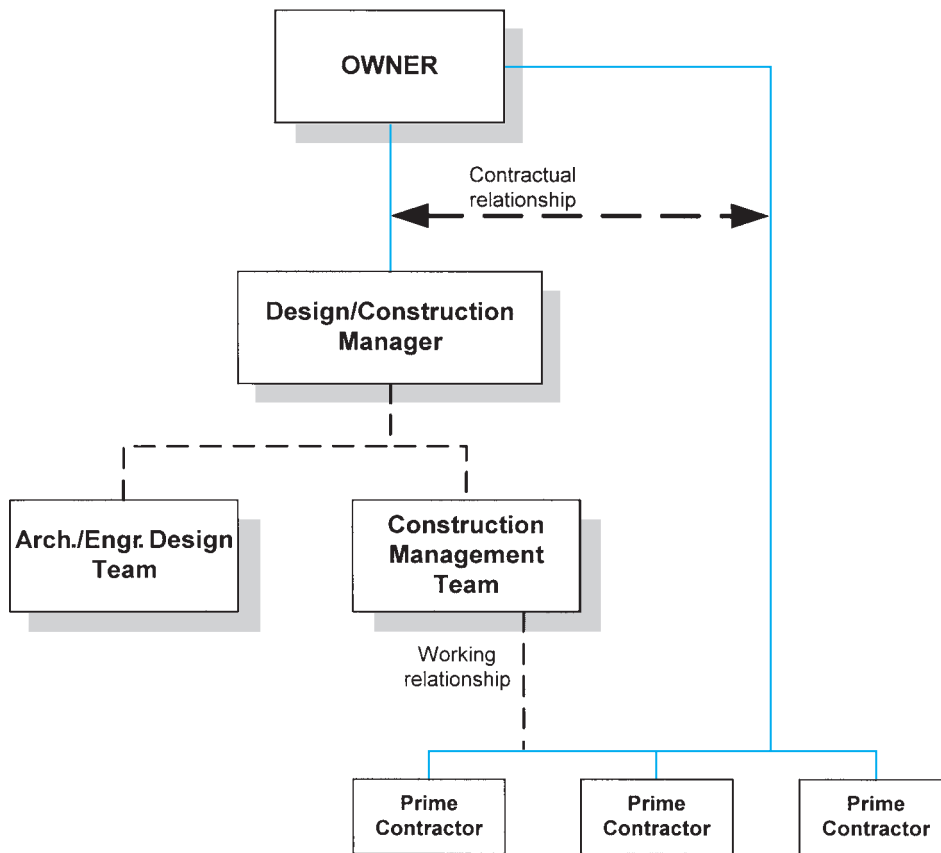 OWNER
Contractual
relationship
Design/Construction
Manager
Arch./Engr. Design
Team
Construction
Management
Team
Working
relationship
Prime
Contractor
Prime
Contractor
Prime
Contractor